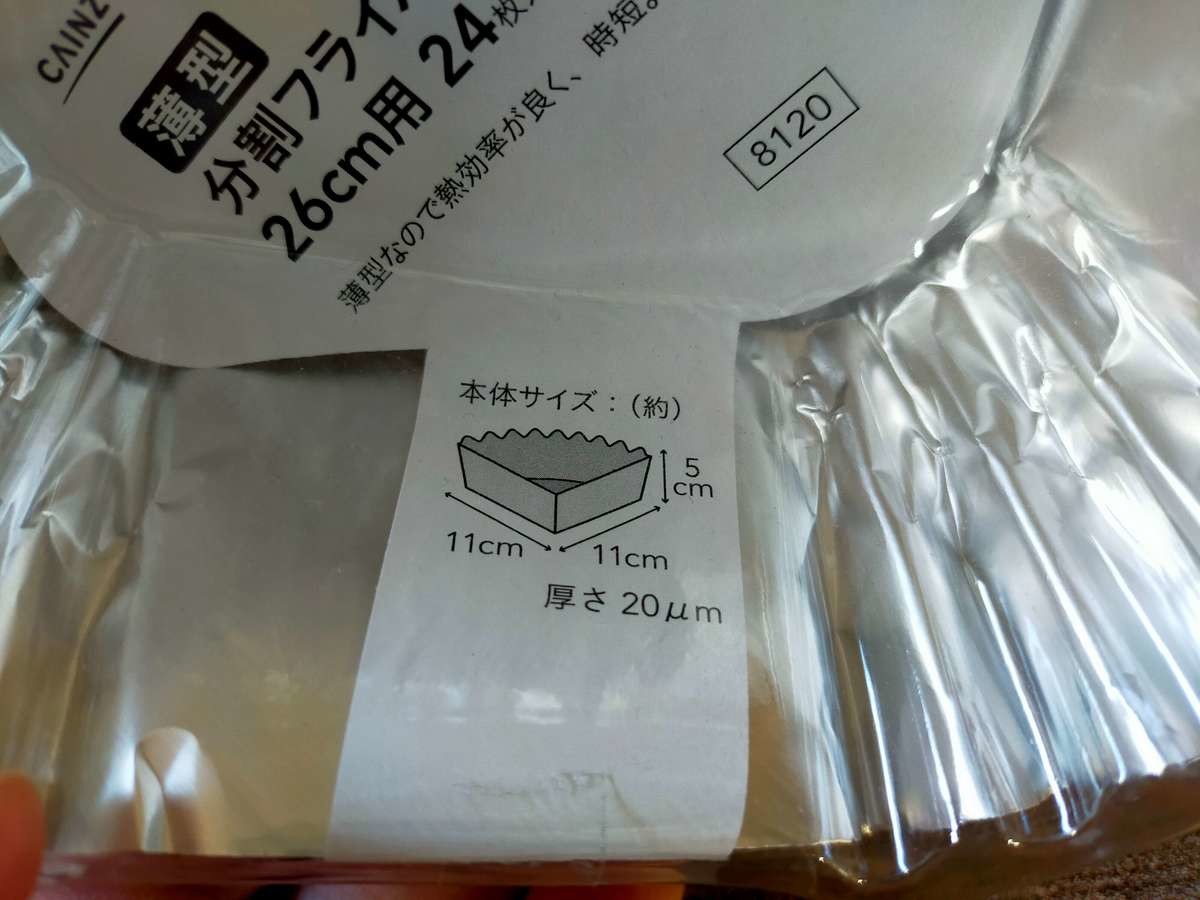 CAINZ
薄型
分割フライ
26cm用 24枚
薄型なので熱効率が良く、時短。
8120
本体サイズ：（約）
5
cm
11cm
11cm
厚さ 20μm